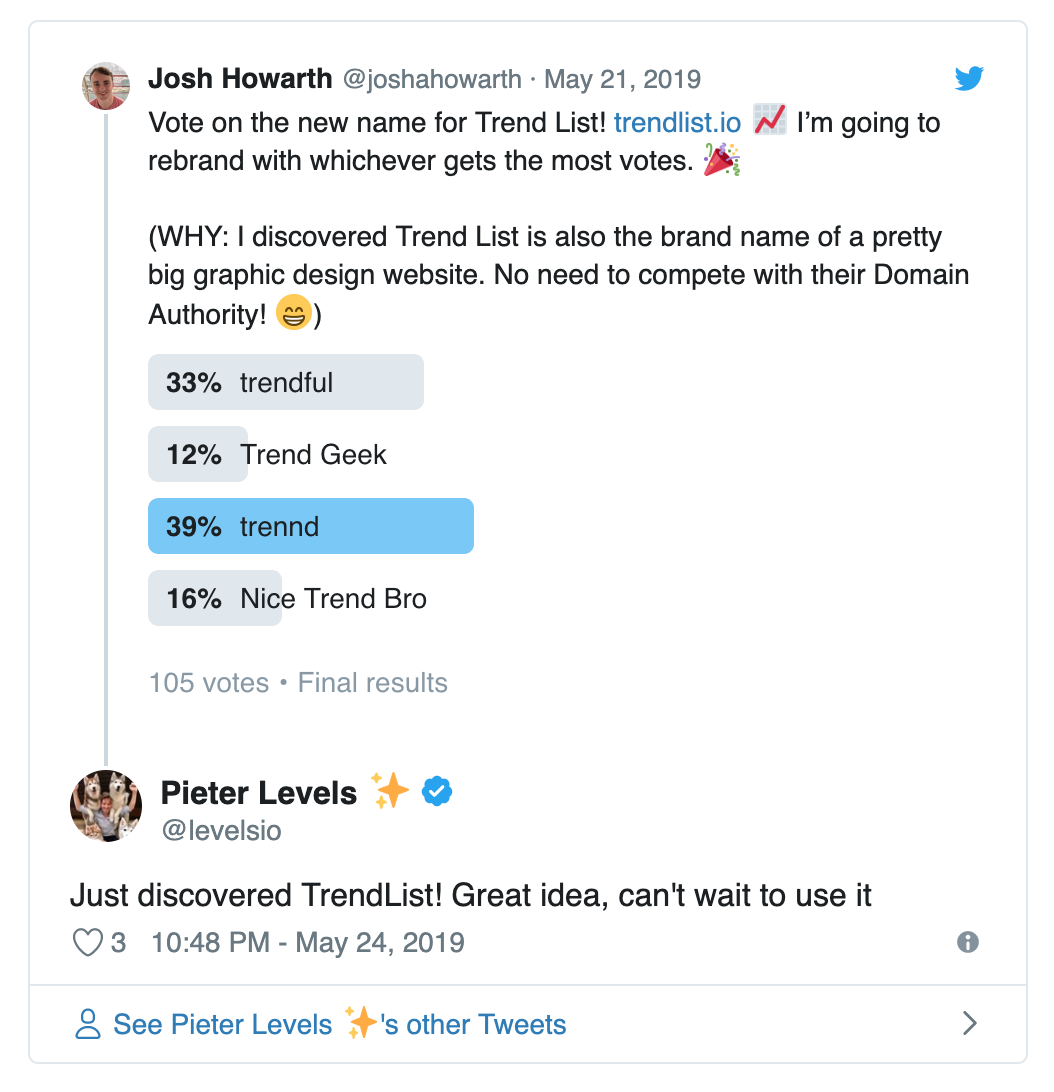 Josh Howarth @joshahowarth · May 21, 2019
Vote on the new name for Trend List! trendlist.io 📈 I’m going to
rebrand with whichever gets the most votes. 🎉
(WHY: I discovered Trend List is also the brand name of a pretty
big graphic design website. No need to compete with their Domain
Authority! 😁)
33% trendful
12% Trend Geek
39% trennd
16% Nice Trend Bro
105 votes • Final results
Pieter Levels ✨
@levelsio
Just discovered TrendList! Great idea, can't wait to use it
3 10:48 PM - May 24, 2019
See Pieter Levels ✨'s other Tweets